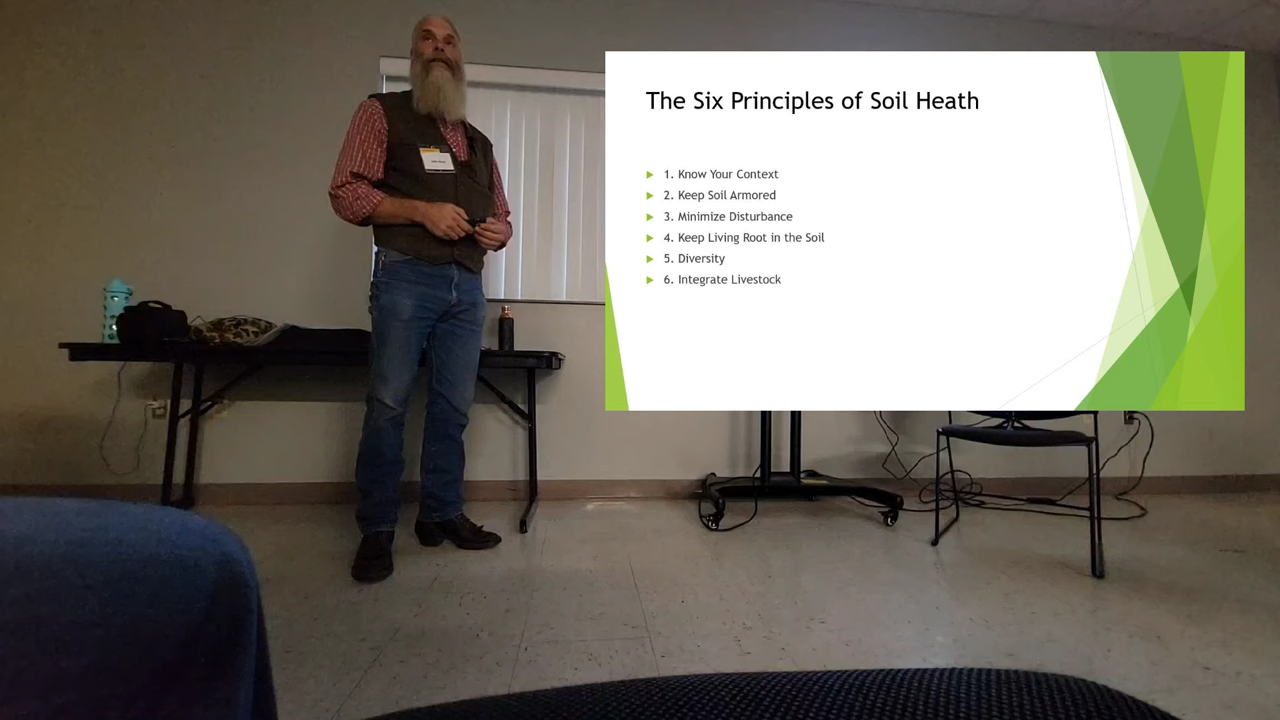 The Six Principles of Soil Heath
1. Know Your Context
2. Keep Soil Armored
3. Minimize Disturbance
4. Keep Living Root in the Soil
5. Diversity
6. Integrate Livestock